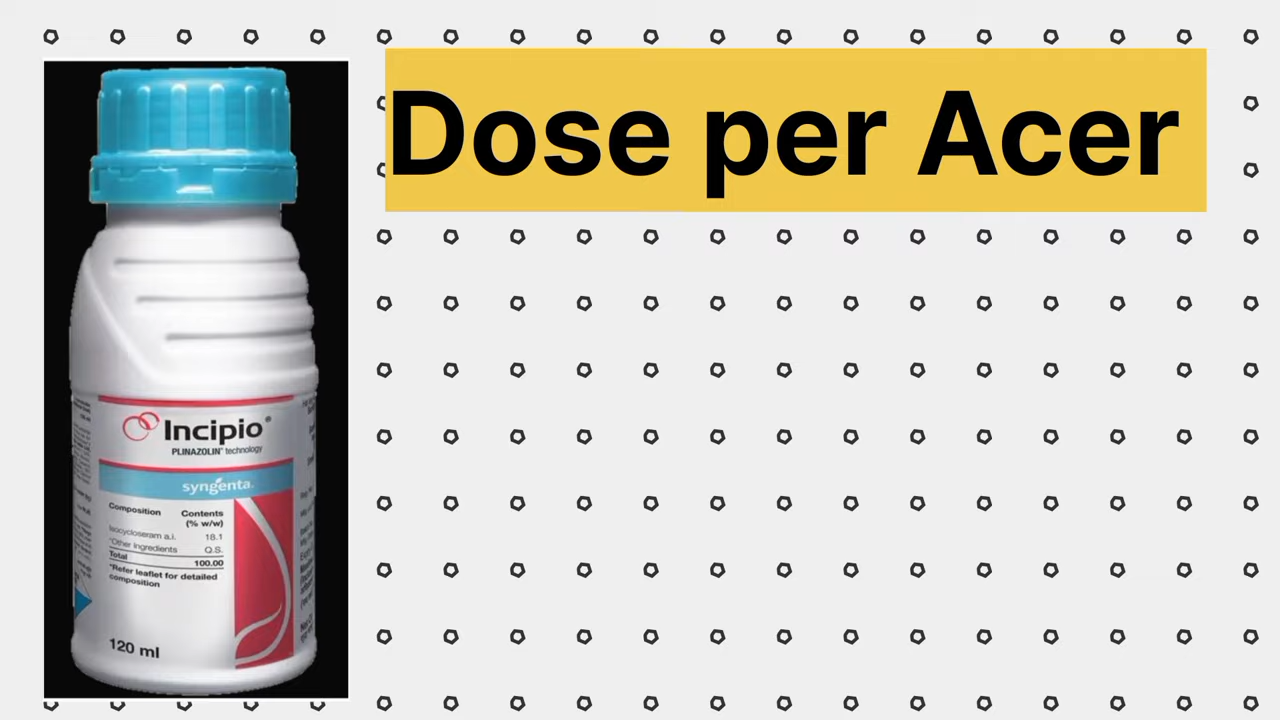 Dose per Acer
Incipio®
PLINAZOLIN® technology
syngenta.
Composition Contents
(% w/w)
Isocycloseram a.i. 18.1
*Other Ingredients Q.S.
Total 100.00
*Refer leaflet for detailed
composition
120 ml